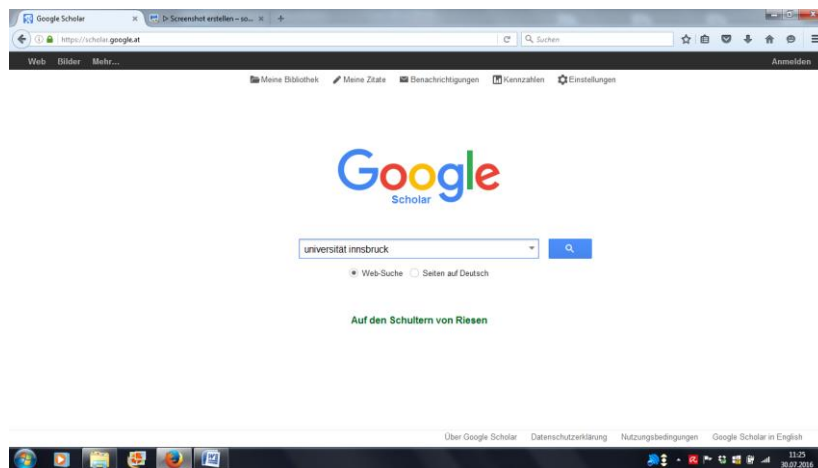 Google Scholar
Screenshot erstellen – so...
https://scholar.google.at
Suchen
Web Bilder Mehr...
Anmelden
Meine Bibliothek Meine Zitate Benachrichtigungen Kennzahlen Einstellungen
Google
Scholar
universität innsbruck
Web-Suche Seiten auf Deutsch
Auf den Schultern von Riesen
Über Google Scholar Datenschutzerklärung Nutzungsbedingungen Google Scholar in English
11:25
30.07.2016